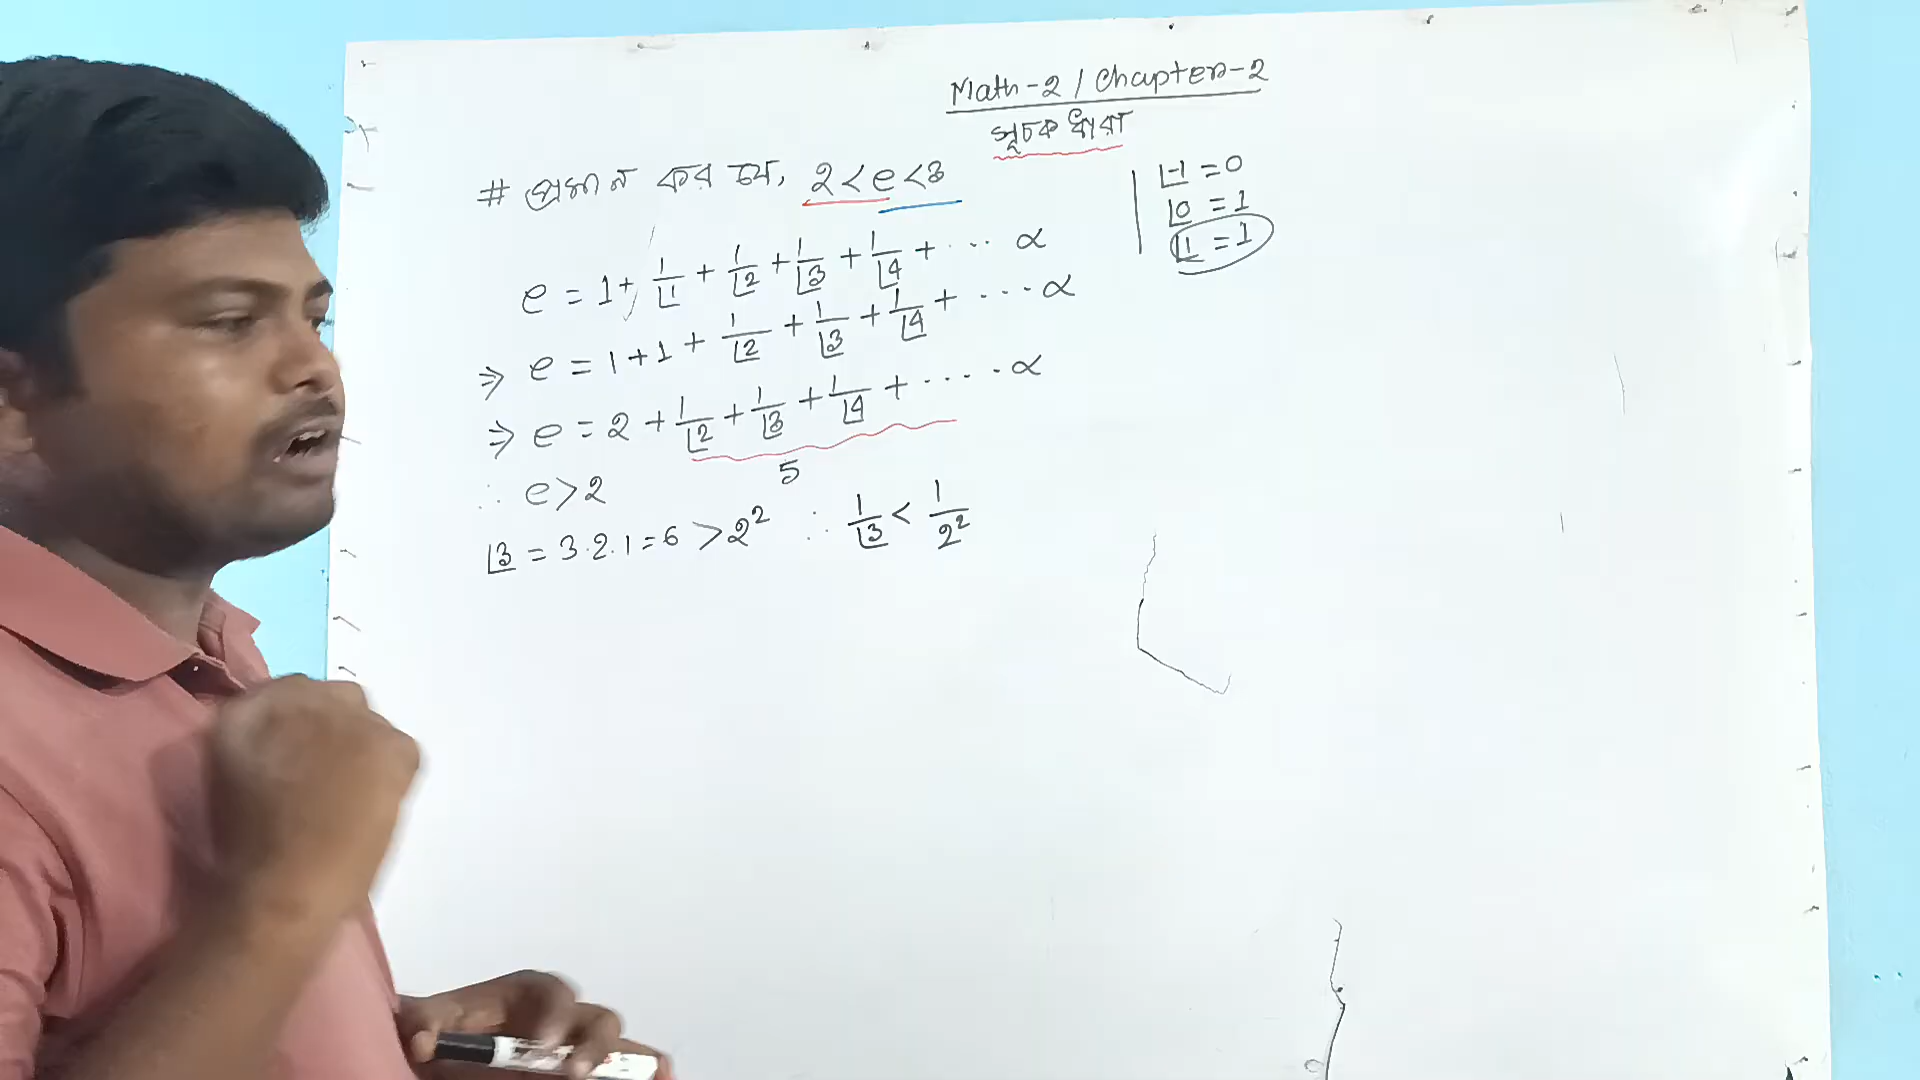 Math-2 / Chapter-2
সূচক ধারা
# প্রমান কর যে, 2 < e < 3
|-1 = 0
|0 = 1
|1 = 1
e = 1 + 1/|1 + 1/|2 + 1/|3 + 1/|4 + ... α
⇒ e = 1 + 1 + 1/|2 + 1/|3 + 1/|4 + .... α
⇒ e = 2 + 1/|2 + 1/|3 + 1/|4 + ..... α
5
∴ e > 2
|3 = 3.2.1 = 6 > 2² ∴ 1/|3 < 1/2²